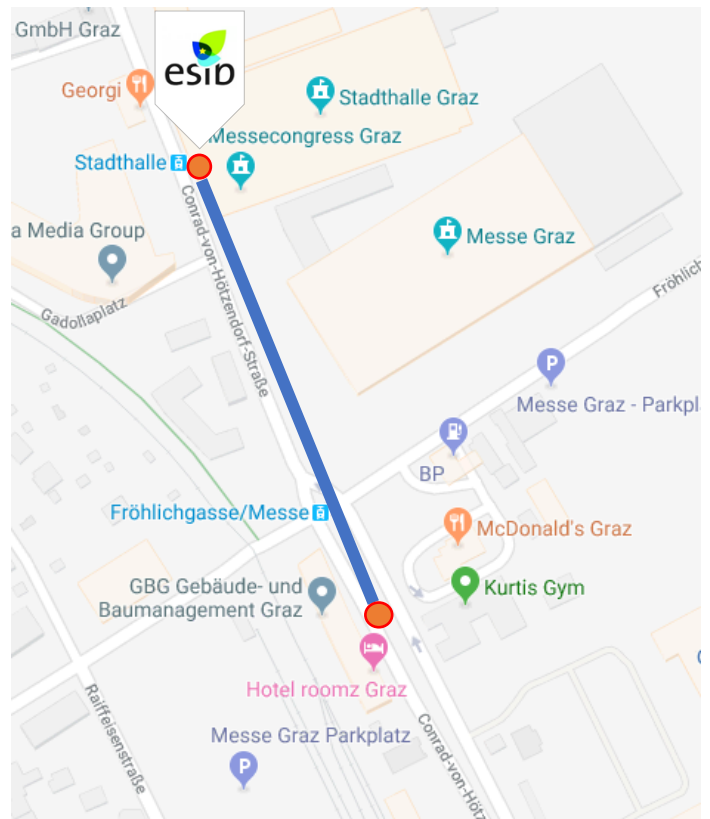 GmbH Graz
esib
Georgi
Stadthalle Graz
Messecongress Graz
Stadthalle
a Media Group
Messe Graz
Conrad-von-Hötzendorf-Straße
Fröhlich
Gadollaplatz
P
Messe Graz - Parkpl
BP
Fröhlichgasse/Messe
McDonald's Graz
GBG Gebäude- und
Baumanagement Graz
Kurtis Gym
Hotel roomz Graz
Raiffeisenstraße
Messe Graz Parkplatz
Conrad-von-Hötz
P